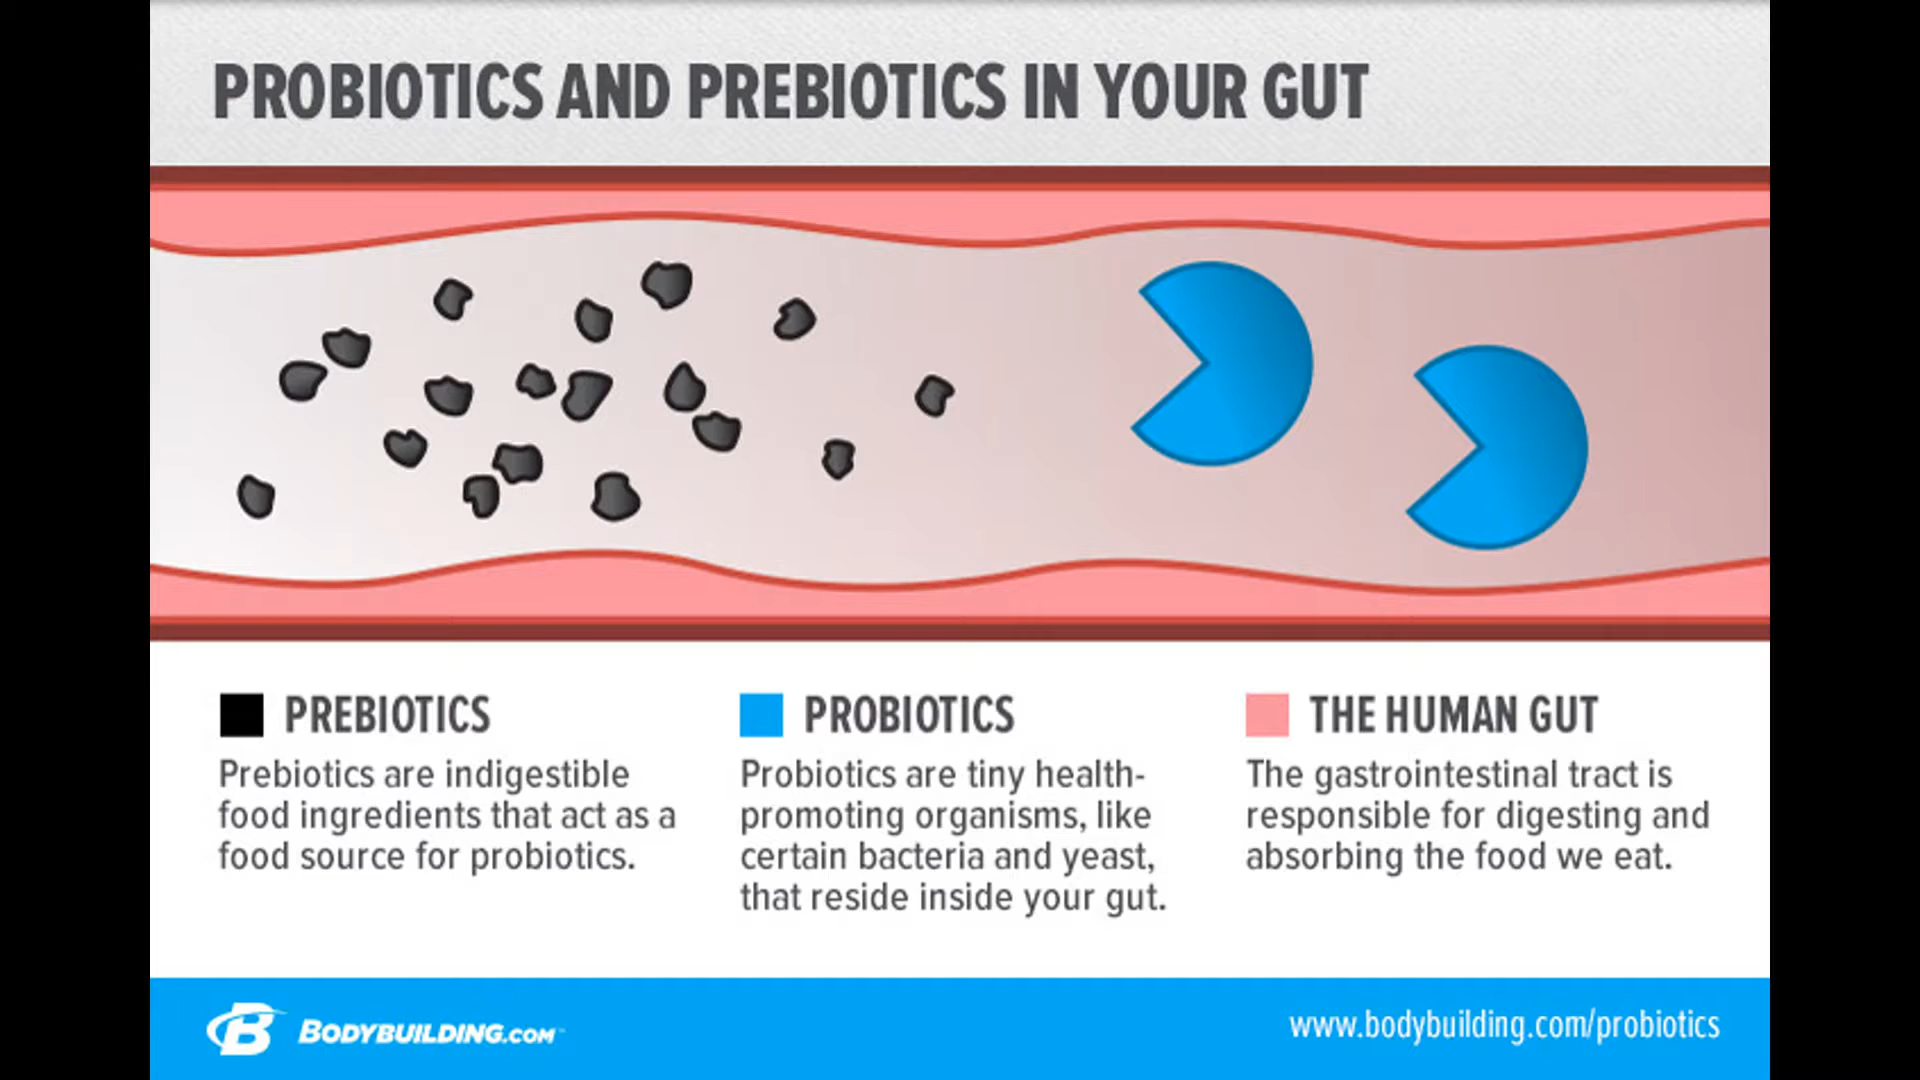 PROBIOTICS AND PREBIOTICS IN YOUR GUT
PREBIOTICS
Prebiotics are indigestible
food ingredients that act as a
food source for probiotics.
PROBIOTICS
Probiotics are tiny health-
promoting organisms, like
certain bacteria and yeast,
that reside inside your gut.
THE HUMAN GUT
The gastrointestinal tract is
responsible for digesting and
absorbing the food we eat.
B BODYBUILDING.COM™
www.bodybuilding.com/probiotics